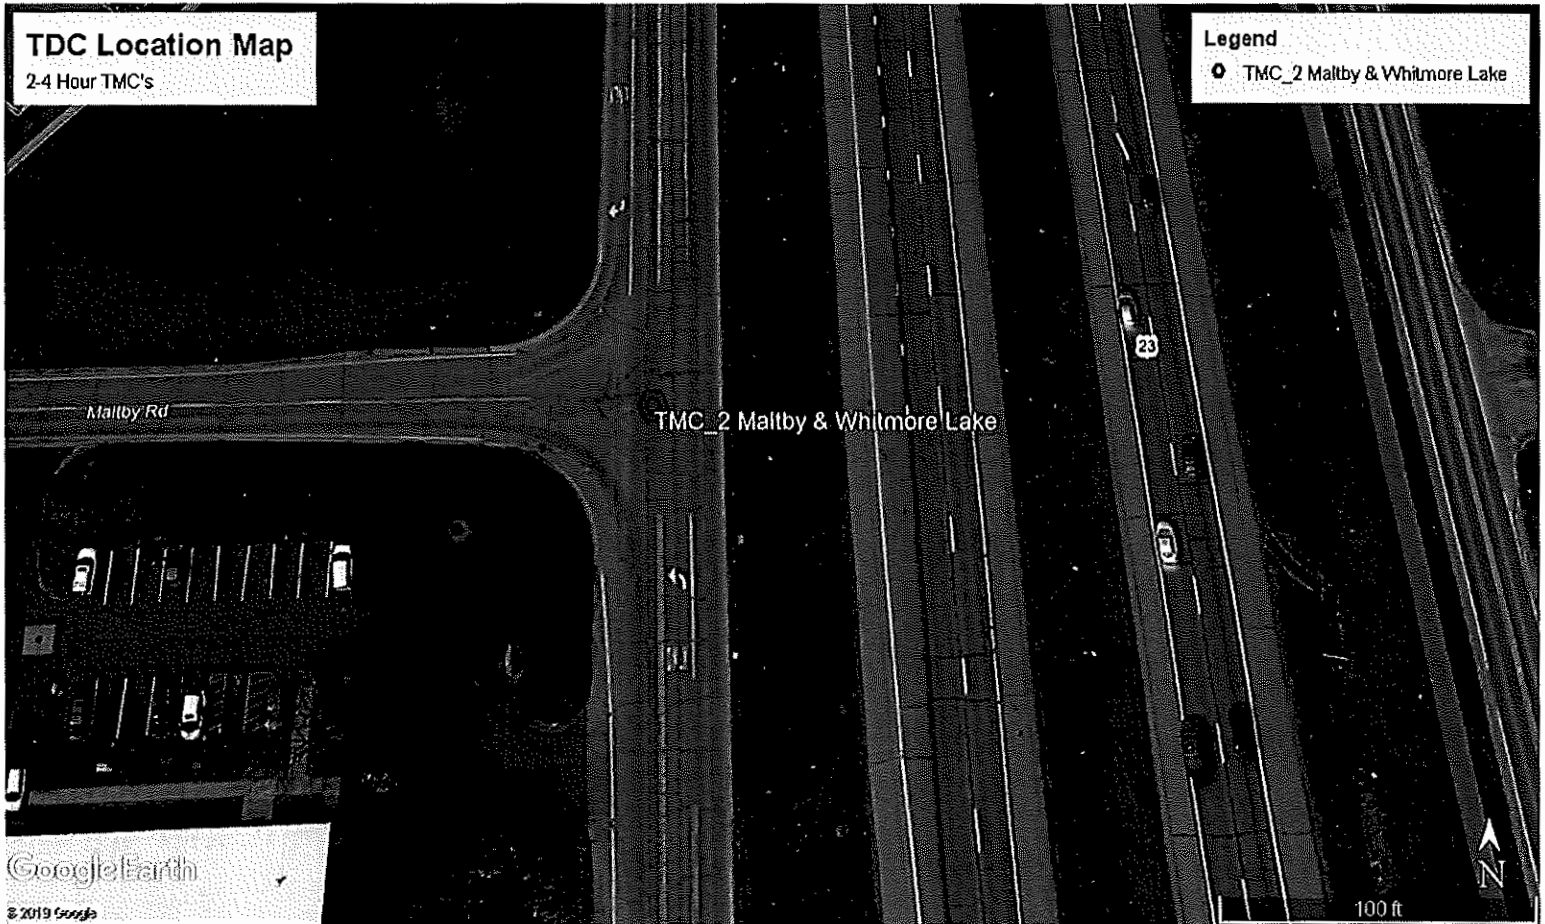 TDC Location Map
2-4 Hour TMC's
Legend
TMC_2 Maltby & Whitmore Lake
23
Maltby Rd
TMC_2 Maltby & Whitmore Lake
Google Earth
© 2019 Google
N
100 ft